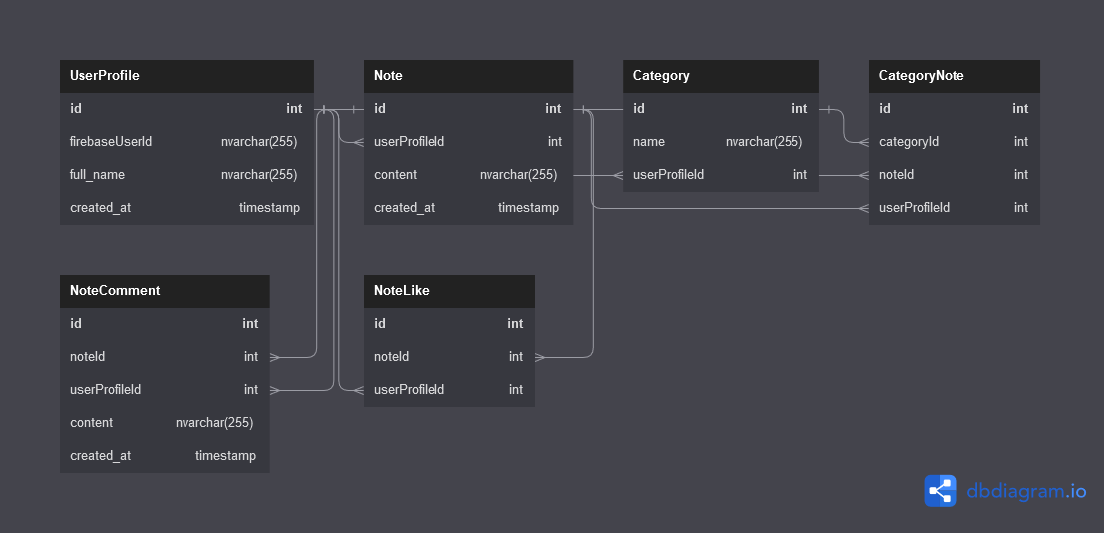 UserProfile
id int
firebaseUserId nvarchar(255)
full_name nvarchar(255)
created_at timestamp
Note
id int
userProfileId int
content nvarchar(255)
created_at timestamp
Category
id int
name nvarchar(255)
userProfileId int
CategoryNote
id int
categoryId int
noteId int
userProfileId int
NoteComment
id int
noteId int
userProfileId int
content nvarchar(255)
created_at timestamp
NoteLike
id int
noteId int
userProfileId int
dbdiagram.io